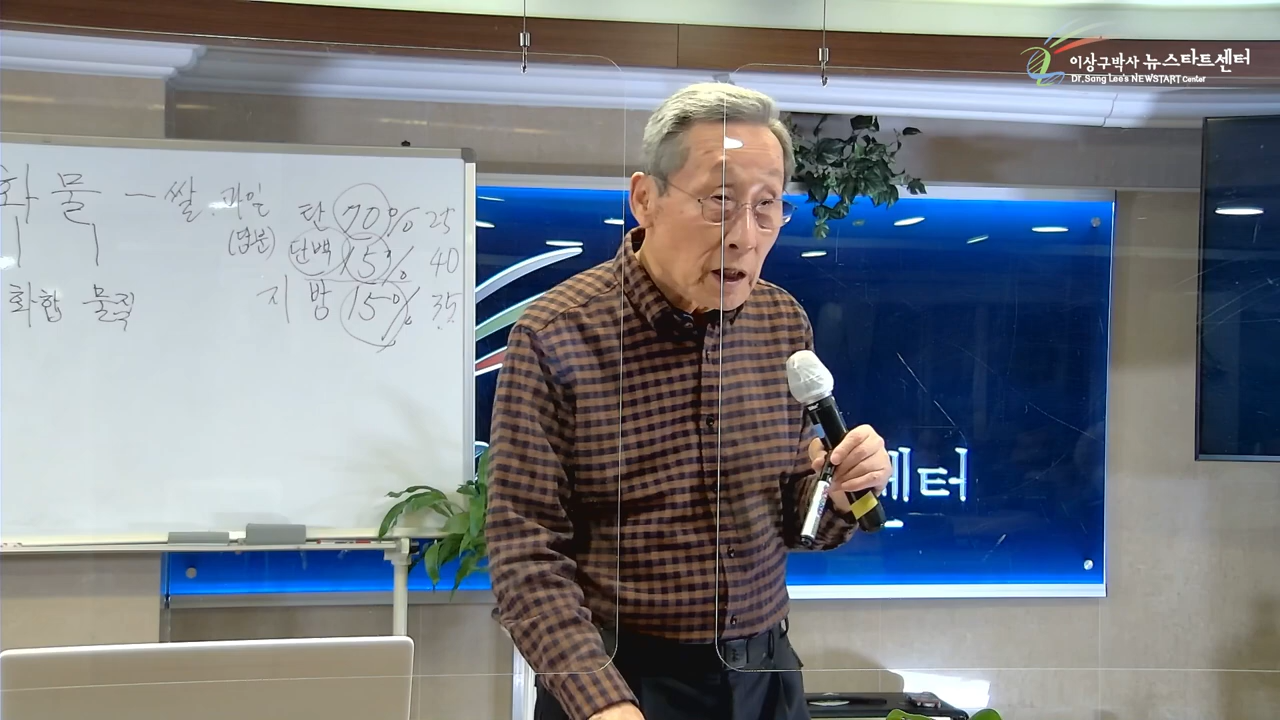 이상구박사 뉴스타트센터
Dr. Sang Lee's NEWSTART Center
화물 - 쌀. 과일
(당분)
화합 물질
탄 70% 25
단백 15% 40
지방 15% 35
센터